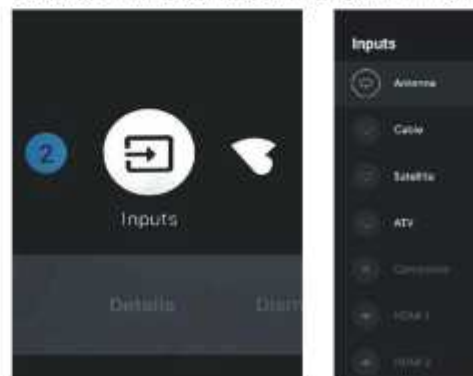 2
Inputs
Details
Inputs
Antenna
Cable
Satellite
ATV
HDMI 1
HDMI 2